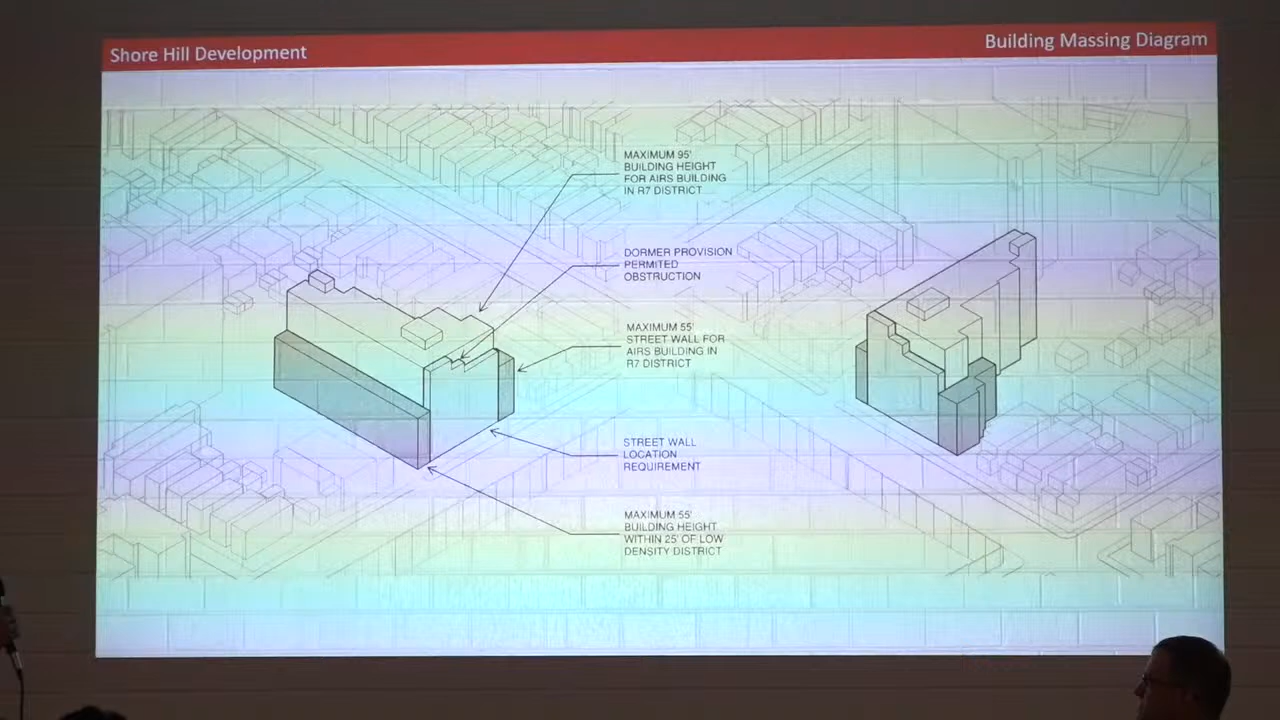 Shore Hill Development
Building Massing Diagram
MAXIMUM 95'
BUILDING HEIGHT
FOR AIRS BUILDING
IN R7 DISTRICT
DORMER PROVISION
PERMITED
OBSTRUCTION
MAXIMUM 55'
STREET WALL FOR
AIRS BUILDING IN
R7 DISTRICT
STREET WALL
LOCATION
REQUIREMENT
MAXIMUM 55'
BUILDING HEIGHT
WITHIN 25' OF LOW
DENSITY DISTRICT